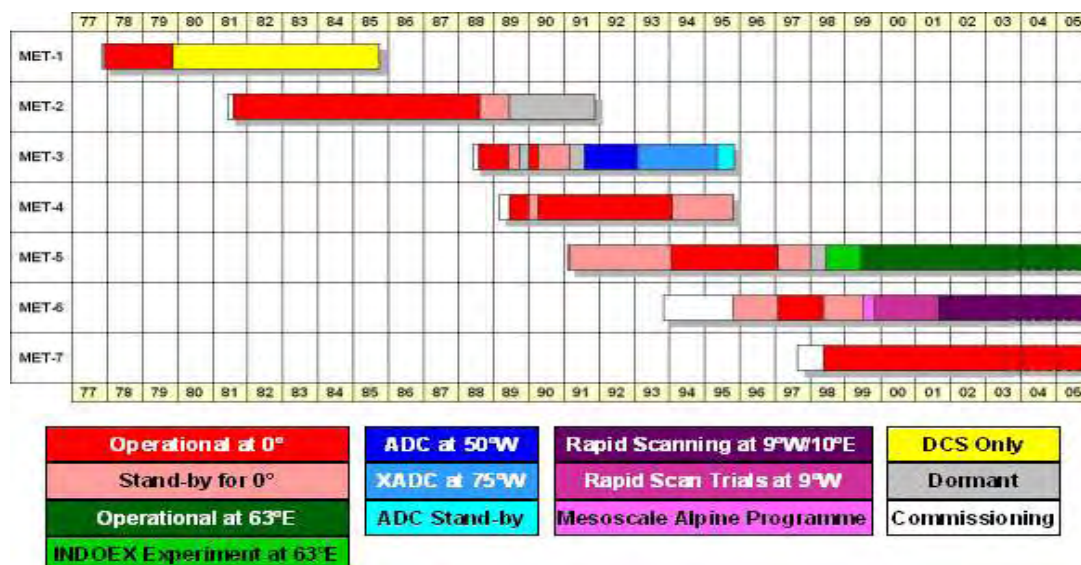 77 78 79 80 81 82 83 84 85 88 89 90 91 92 93 94 95 96 97 98 99 00 01 02 03 04 05
MET-1
MET-2
MET-3
MET-4
MET-5
MET-6
MET-7
77 78 79 80 81 82 83 84 85 88 89 90 91 92 93 94 95 96 97 98 99 00 01 02 03 04 05
Operational at 0°
Stand-by for 0°
Operational at 63°E
INDOEX Experiment at 63°E
ADC at 50°W
XADC at 75°W
ADC Stand-by
Rapid Scanning at 9°W/10°E
Rapid Scan Trials at 9°W
Mesoscale Alpine Programme
DCS Only
Dormant
Commissioning